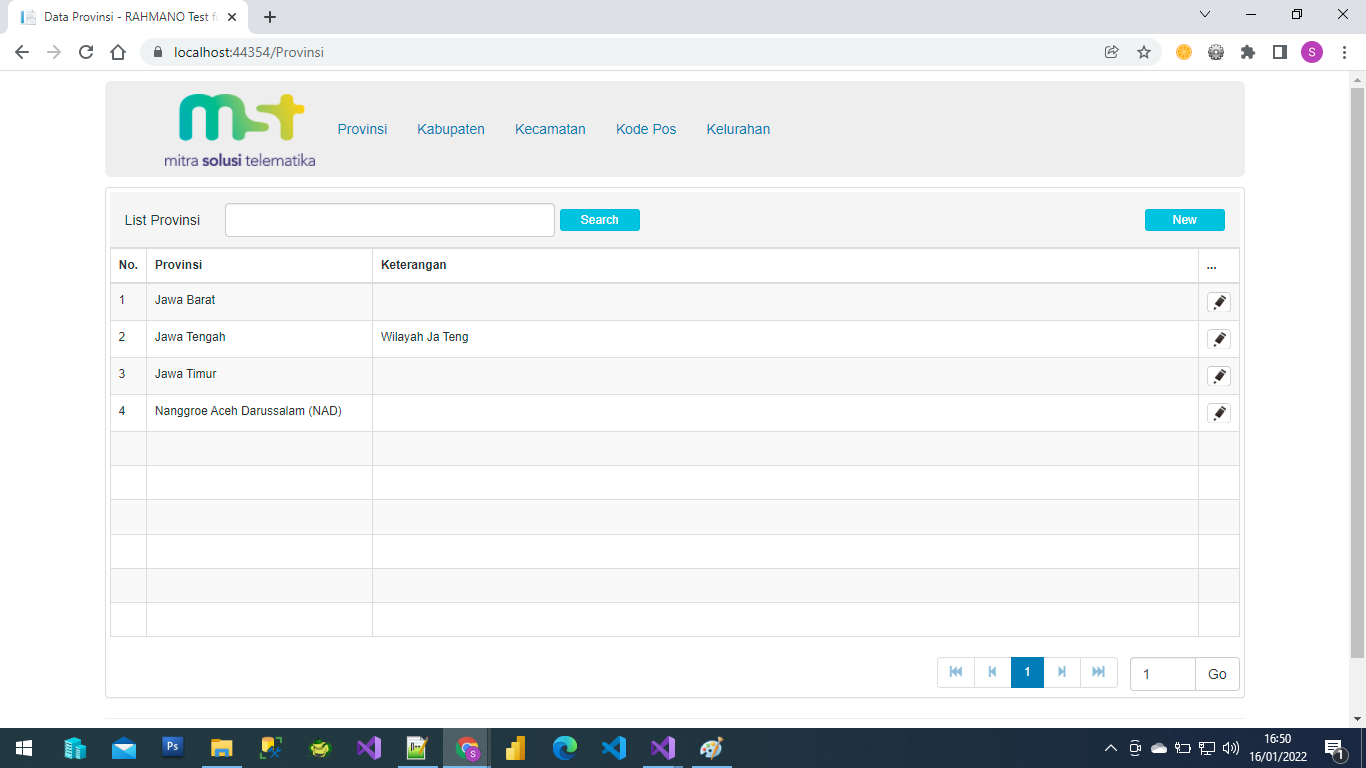 Data Provinsi - RAHMANO Test fo
localhost:44354/Provinsi
S
mst
mitra solusi telematika
Provinsi Kabupaten Kecamatan Kode Pos Kelurahan
List Provinsi Search New
No. Provinsi Keterangan ...
1 Jawa Barat
2 Jawa Tengah Wilayah Ja Teng
3 Jawa Timur
4 Nanggroe Aceh Darussalam (NAD)
1 1 Go
Ps
S
16:50
16/01/2022
1